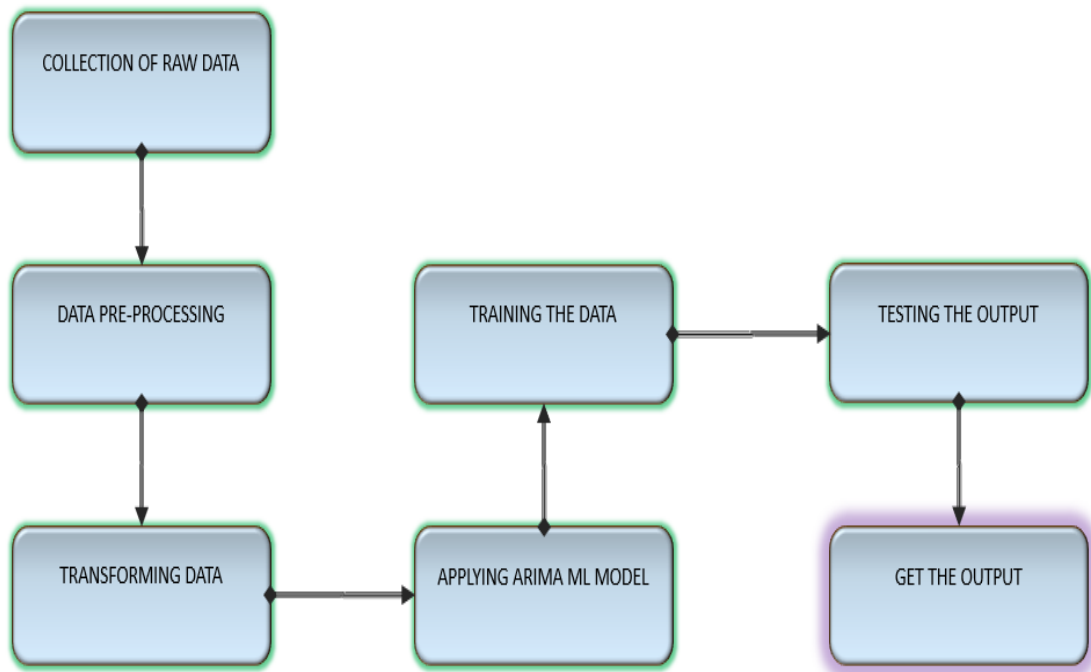 COLLECTION OF RAW DATA
DATA PRE-PROCESSING
TRANSFORMING DATA
APPLYING ARIMA ML MODEL
TRAINING THE DATA
TESTING THE OUTPUT
GET THE OUTPUT